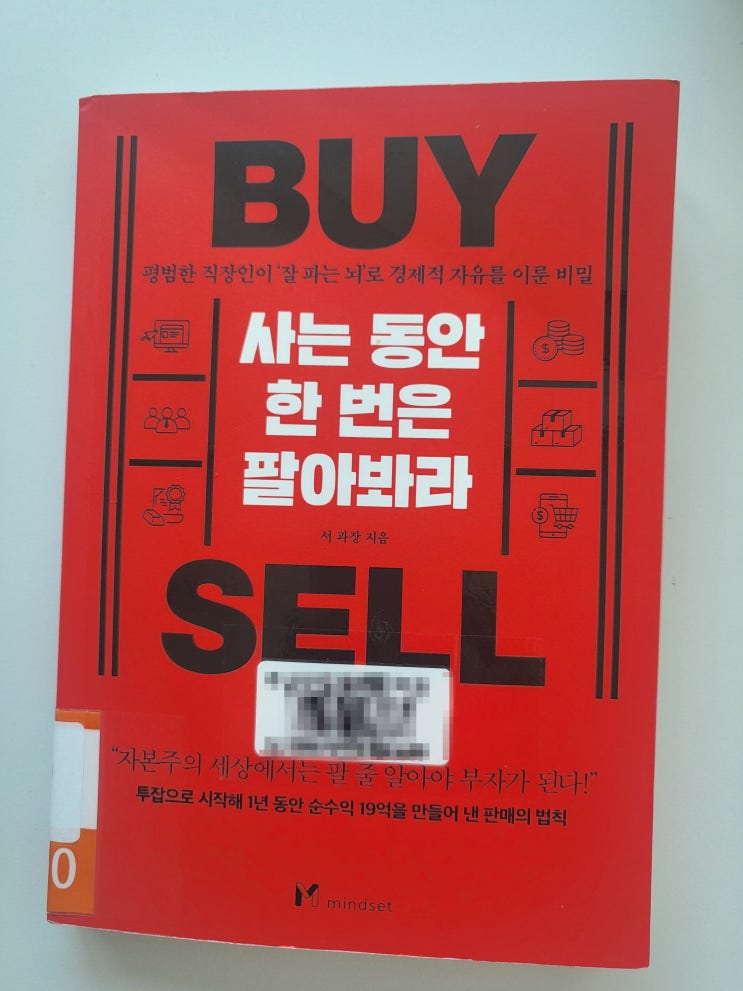 BUY
평범한 직장인이 '잘 파는 뇌'로 경제적 자유를 이룬 비밀
사는 동안
한 번은
팔아봐라
서 과장 지음
SELL
“자본주의 세상에서는 팔 줄 알아야 부자가 된다!”
투잡으로 시작해 1년 동안 순수익 19억을 만들어 낸 판매의 법칙
0
M mindset